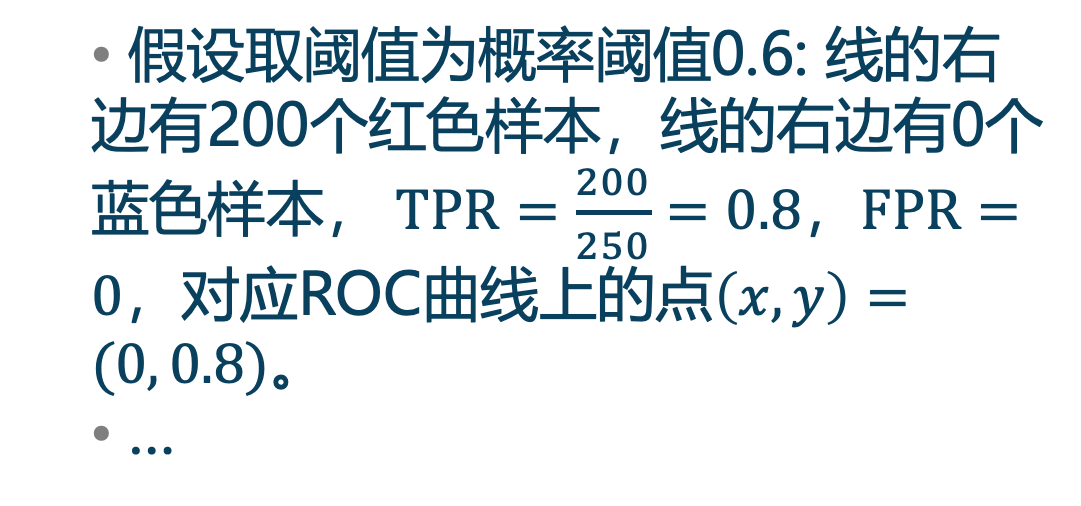 • 假设取阈值为概率阈值0.6: 线的右
边有200个红色样本，线的右边有0个
蓝色样本， TPR = 200/250 = 0.8，FPR =
0，对应ROC曲线上的点(x, y) =
(0, 0.8)。
• …